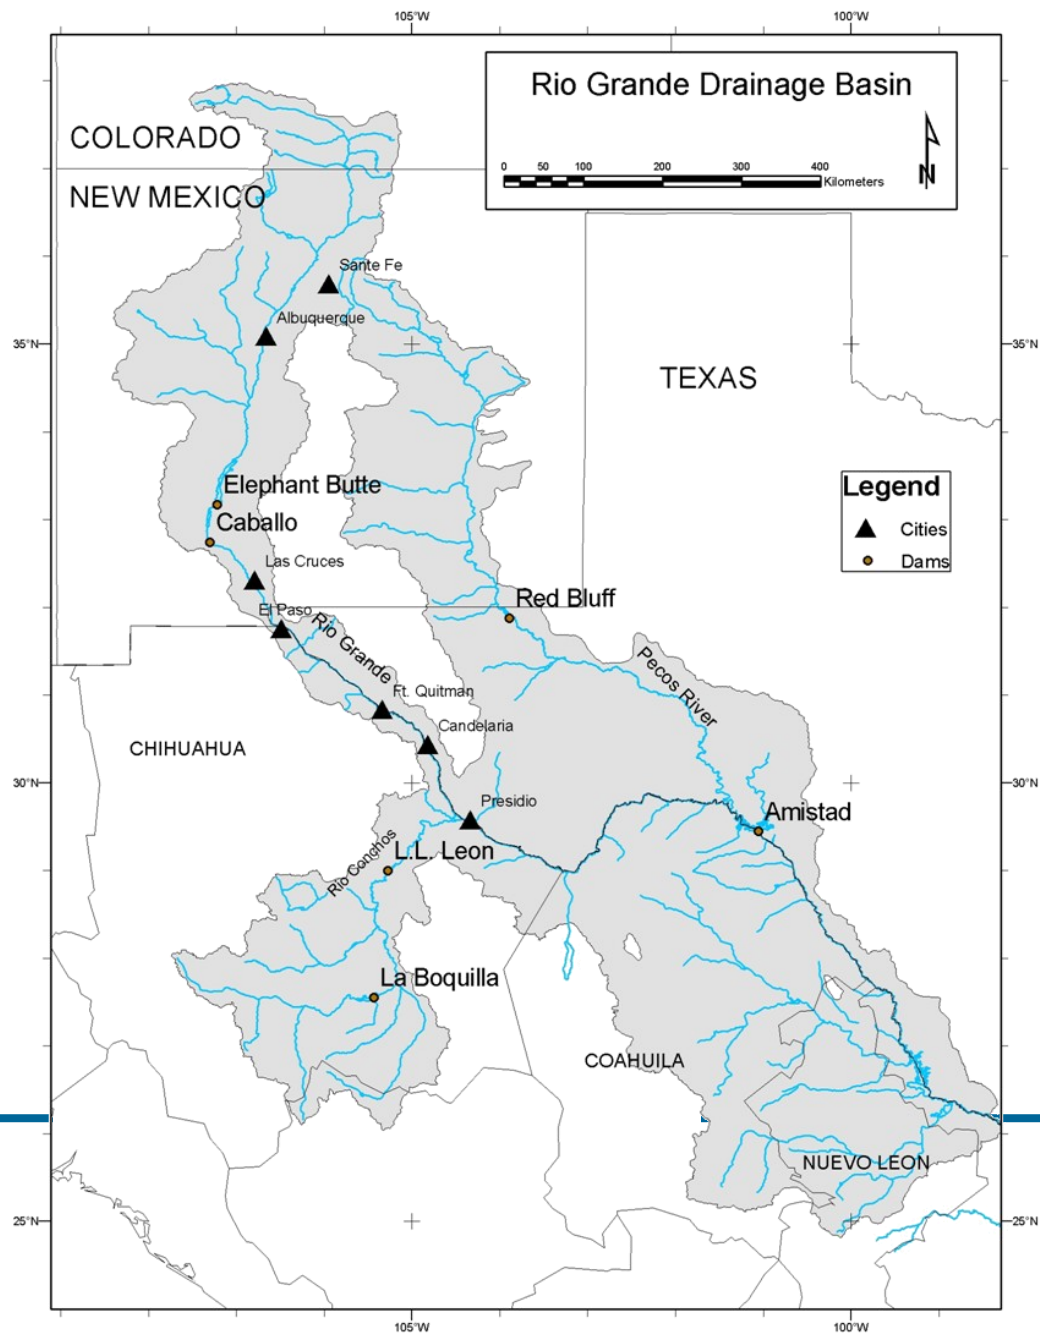 105°W
100°W
Rio Grande Drainage Basin
0 50 100 200 300 400
Kilometers
N
COLORADO
NEW MEXICO
Sante Fe
Albuquerque
35°N
35°N
TEXAS
Elephant Butte
Caballo
Legend
Cities
Dams
Las Cruces
El Paso
Red Bluff
Rio Grande
Pecos River
Ft. Quitman
Candelaria
CHIHUAHUA
30°N
30°N
Presidio
Amistad
Rio Conchos
L.L. Leon
La Boquilla
COAHUILA
NUEVO LEON
25°N
25°N
105°W
100°W